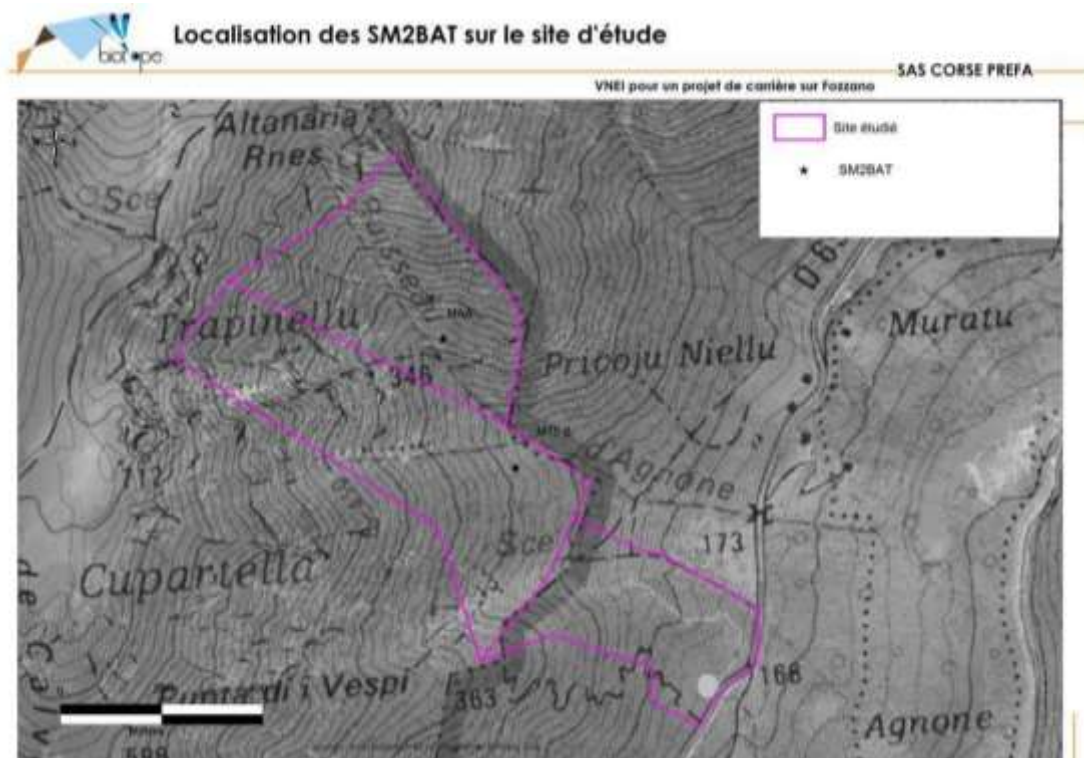 biotope
Localisation des SM2BAT sur le site d'étude
SAS CORSE PREFA
VNEI pour un projet de carrière sur Fozzano
Site étudié
SM2BAT
Altanaria
Rnes
Sce
D 6
Muratu
Trapinellu
346
Pricoju Niellu
d'Agnone
712
Sce
173
Cupartella
Punta di i Vespi
363
168
Agnone